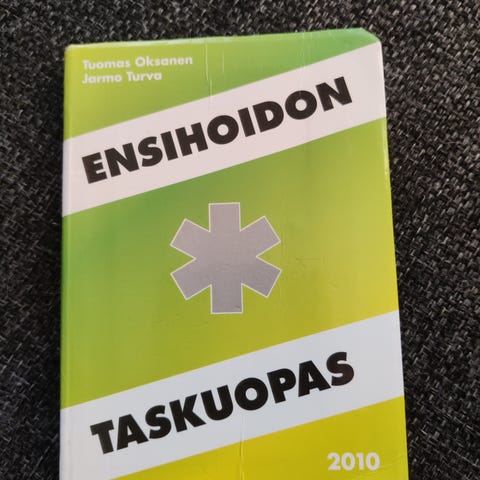 Tuomas Oksanen
Jarmo Turva
ENSIHOIDON
TASKUOPAS
2010